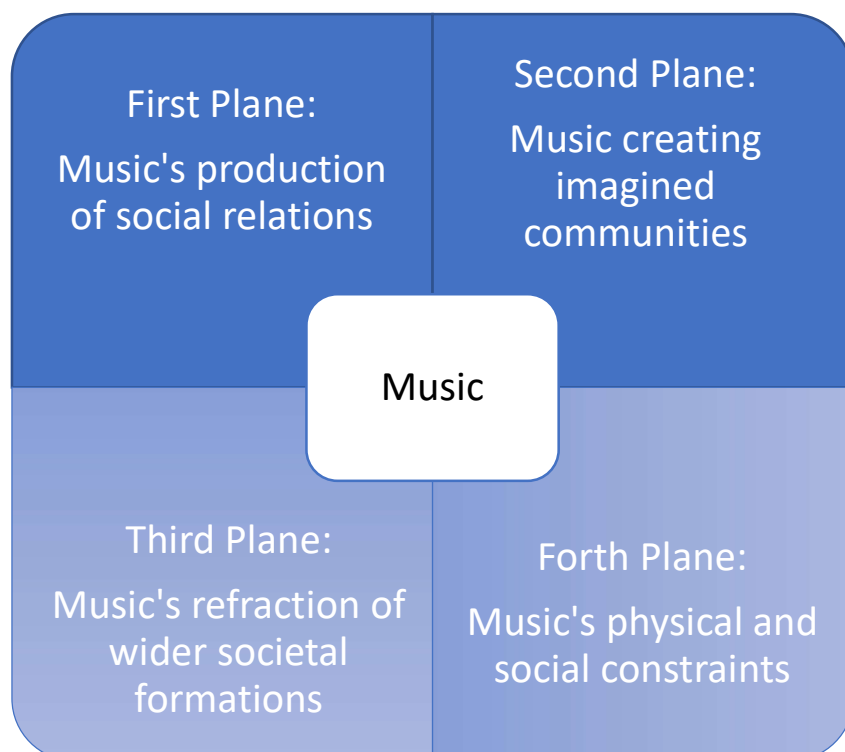 First Plane:
Music's production
of social relations
Second Plane:
Music creating
imagined
communities
Music
Third Plane:
Music's refraction of
wider societal
formations
Forth Plane:
Music's physical and
social constraints